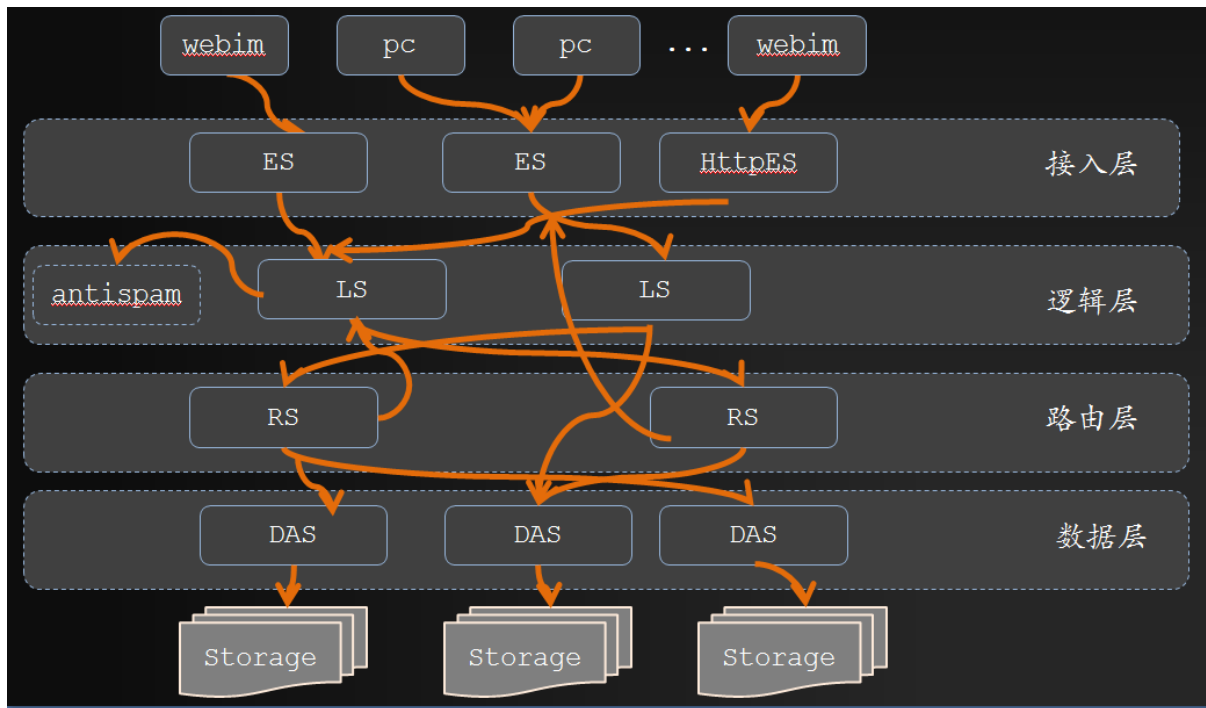 webim pc pc ... webim
ES ES HttpES 接入层
antispam LS LS 逻辑层
RS RS 路由层
DAS DAS DAS 数据层
Storage Storage Storage